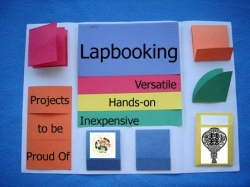 Lapbooking
Versatile
Hands-on
Inexpensive
Projects
to be
Proud Of